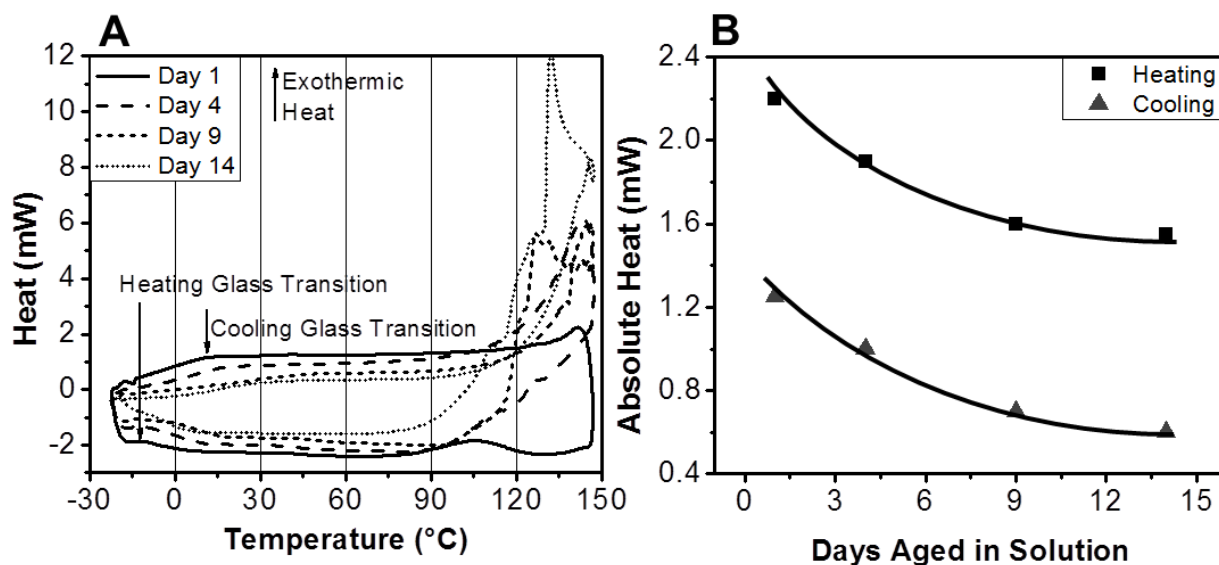 A
12
10
8
6
4
2
0
-2
Heat (mW)
Day 1
Day 4
Day 9
Day 14
Exothermic
Heat
Heating Glass Transition
Cooling Glass Transition
-30 0 30 60 90 120 150
Temperature (°C)
B
2.4
2.0
1.6
1.2
0.8
0.4
Absolute Heat (mW)
Heating
Cooling
0 3 6 9 12 15
Days Aged in Solution